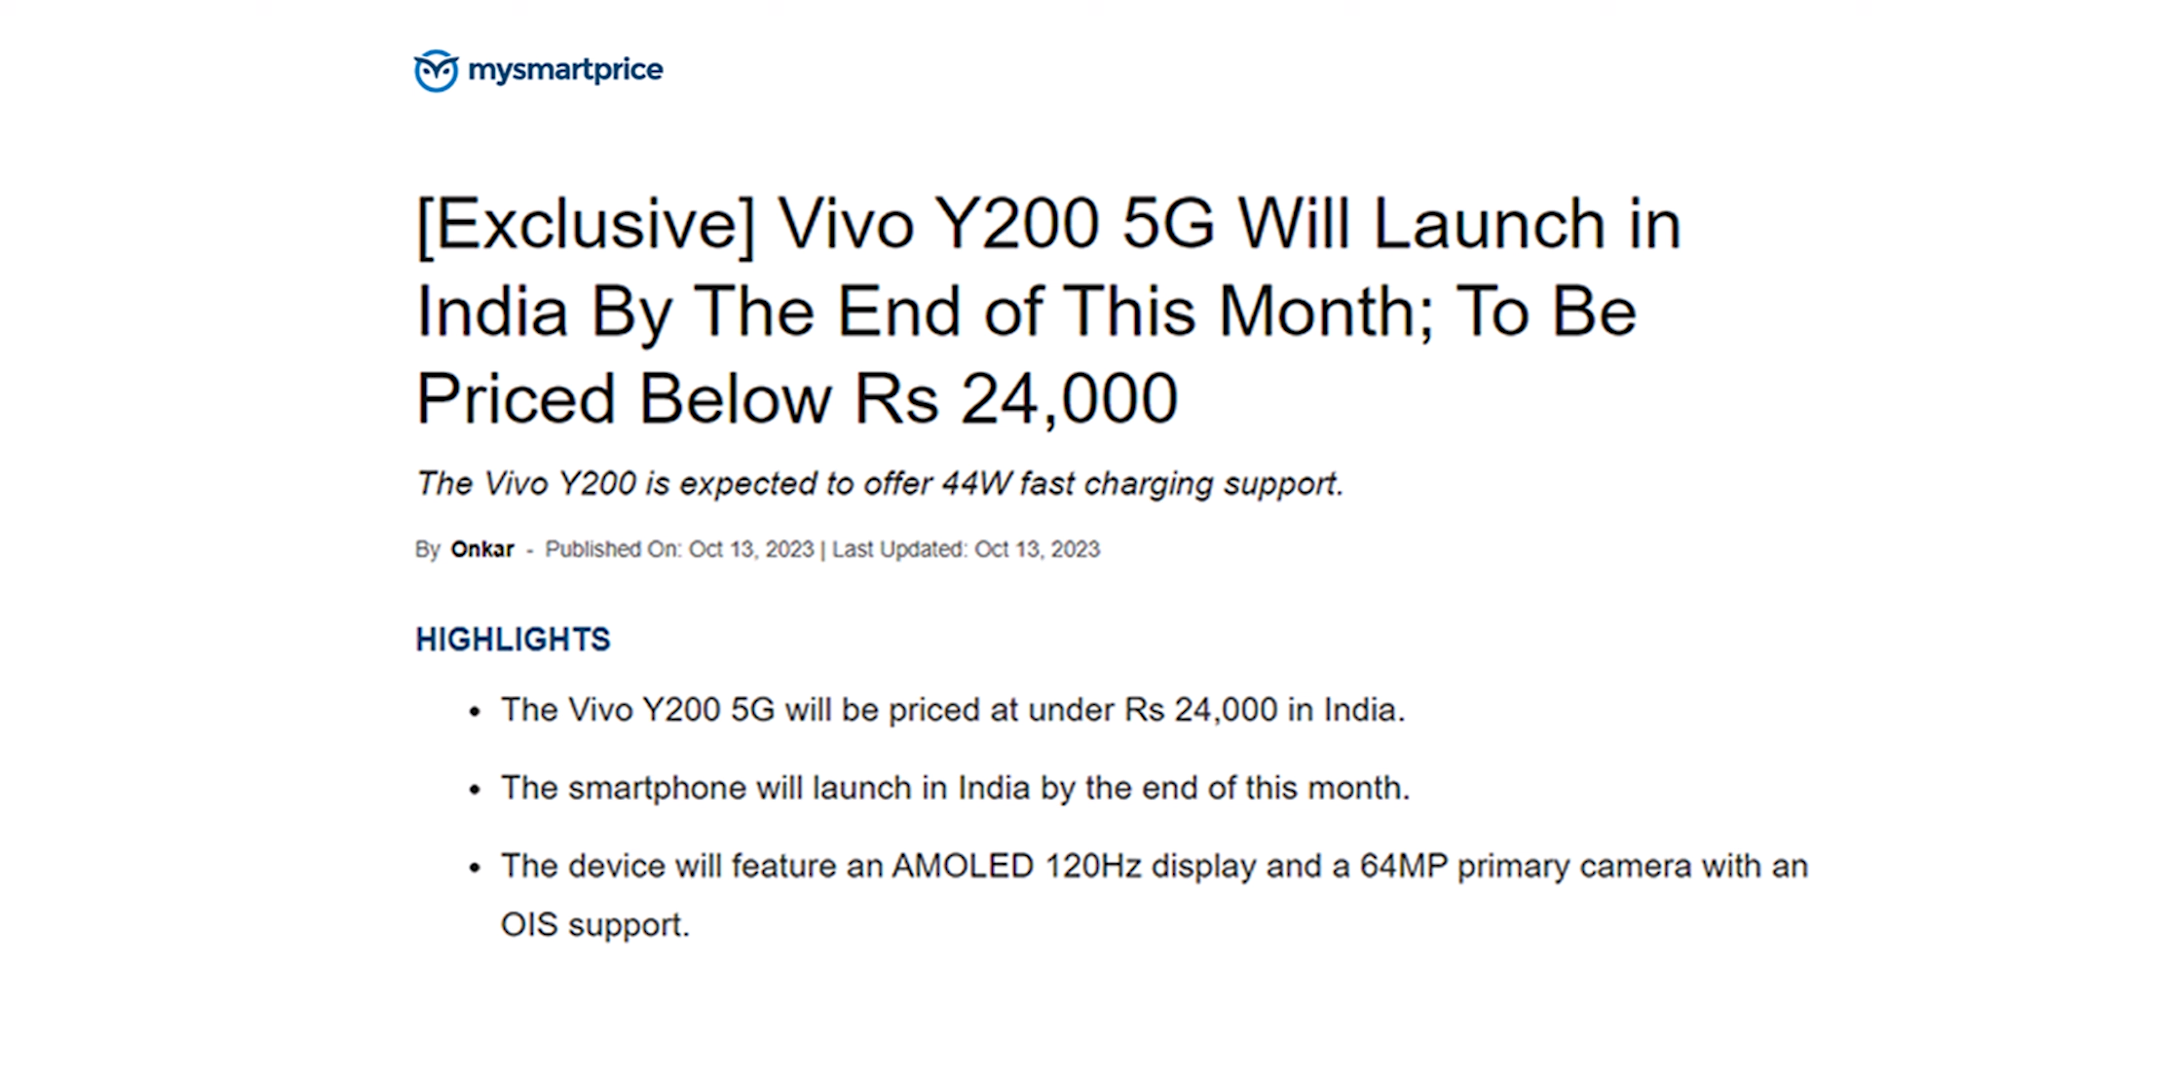 mysmartprice
[Exclusive] Vivo Y200 5G Will Launch in
India By The End of This Month; To Be
Priced Below Rs 24,000
The Vivo Y200 is expected to offer 44W fast charging support.
By Onkar - Published On: Oct 13, 2023 | Last Updated: Oct 13, 2023
HIGHLIGHTS
• The Vivo Y200 5G will be priced at under Rs 24,000 in India.
• The smartphone will launch in India by the end of this month.
• The device will feature an AMOLED 120Hz display and a 64MP primary camera with an
OIS support.